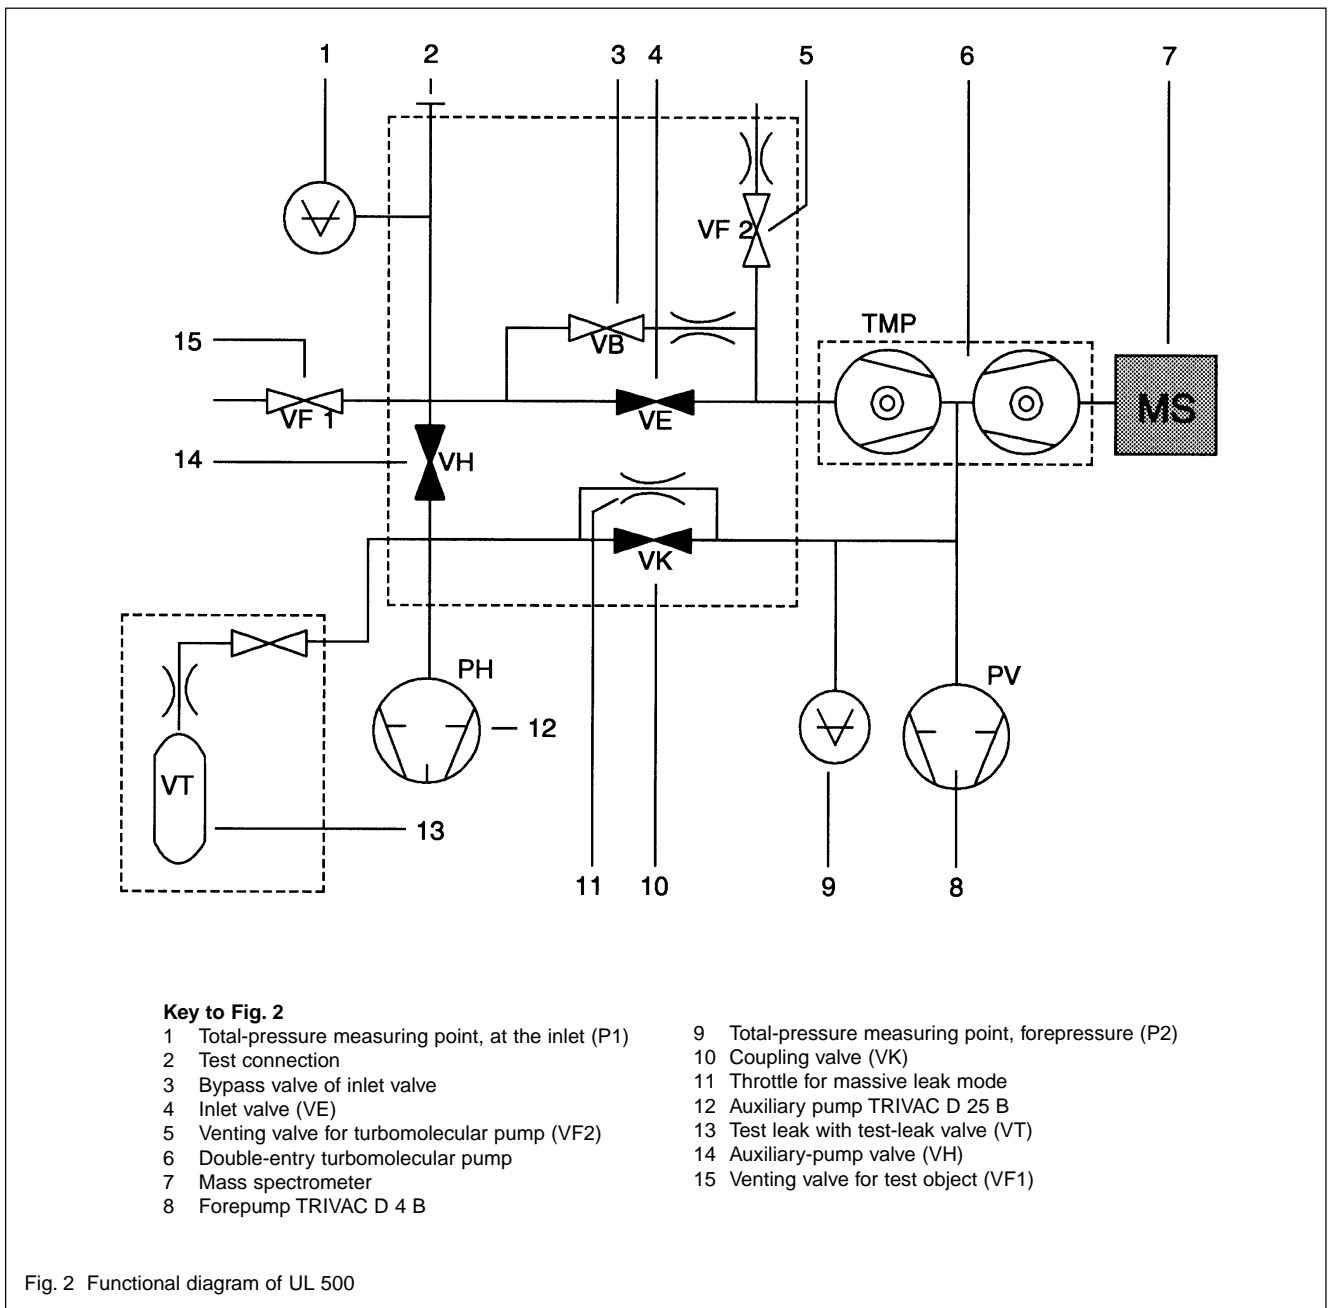 1 2 3 4 5 6 7
VF 2
TMP
15
VB
MS
VF 1
VE
14
VH
VK
PH
PV
12
VT
13
11 10 9 8
Key to Fig. 2
1 Total-pressure measuring point, at the inlet (P1)
2 Test connection
3 Bypass valve of inlet valve
4 Inlet valve (VE)
5 Venting valve for turbomolecular pump (VF2)
6 Double-entry turbomolecular pump
7 Mass spectrometer
8 Forepump TRIVAC D 4 B
9 Total-pressure measuring point, forepressure (P2)
10 Coupling valve (VK)
11 Throttle for massive leak mode
12 Auxiliary pump TRIVAC D 25 B
13 Test leak with test-leak valve (VT)
14 Auxiliary-pump valve (VH)
15 Venting valve for test object (VF1)
Fig. 2 Functional diagram of UL 500